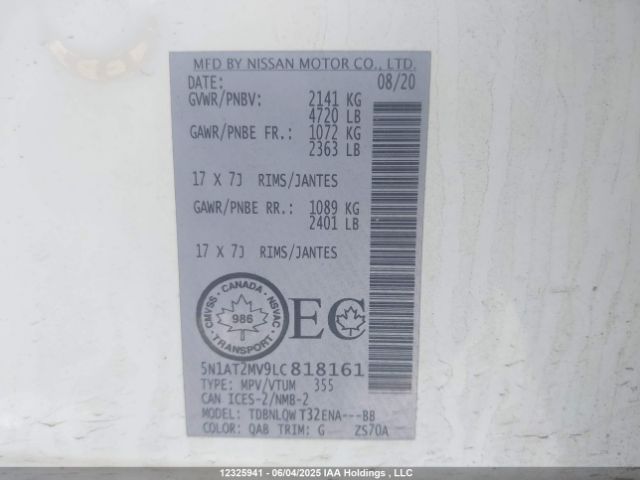 MFD BY NISSAN MOTOR CO., LTD.
DATE: 08/20
GVWR/PNBV: 2141 KG
4720 LB
GAWR/PNBE FR.: 1072 KG
2363 LB
17 X 7J RIMS/JANTES
GAWR/PNBE RR.: 1089 KG
2401 LB
17 X 7J RIMS/JANTES
CANADA
CMVSS
NSVAC
986
TRANSPORT
EC
5N1AT2MV9LC818161
TYPE: MPV/VTUM 355
CAN ICES-2/NMB-2
MODEL: TDBNLQW T32ENA---BB
COLOR: QAB TRIM: G ZS70A
12325941 - 06/04/2025 IAA Holdings , LLC